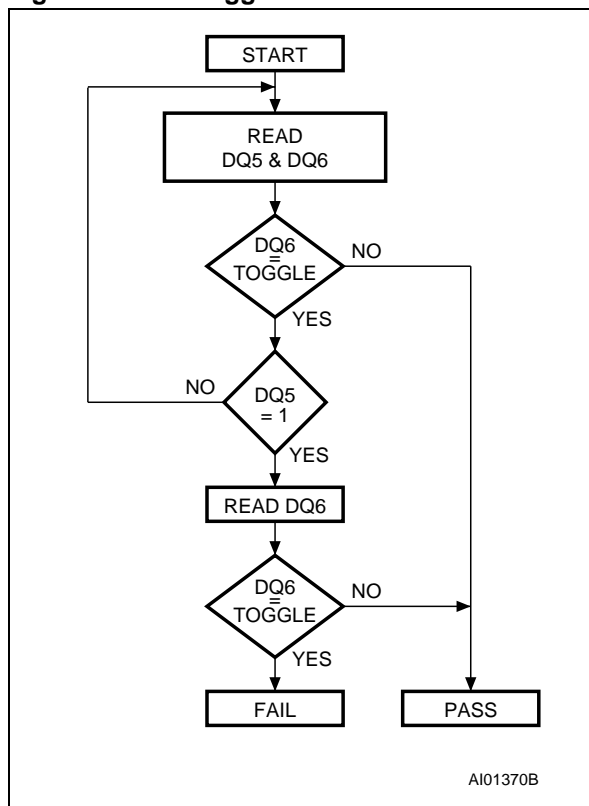 START
READ
DQ5 & DQ6
DQ6
=
TOGGLE
NO
YES
NO
DQ5
= 1
YES
READ DQ6
DQ6
=
TOGGLE
NO
YES
FAIL
PASS
AI01370B